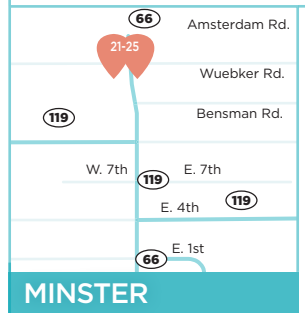 66
Amsterdam Rd.
21-25
Wuebker Rd.
Bensman Rd.
119
W. 7th
119
E. 7th
E. 4th
119
E. 1st
66
MINSTER